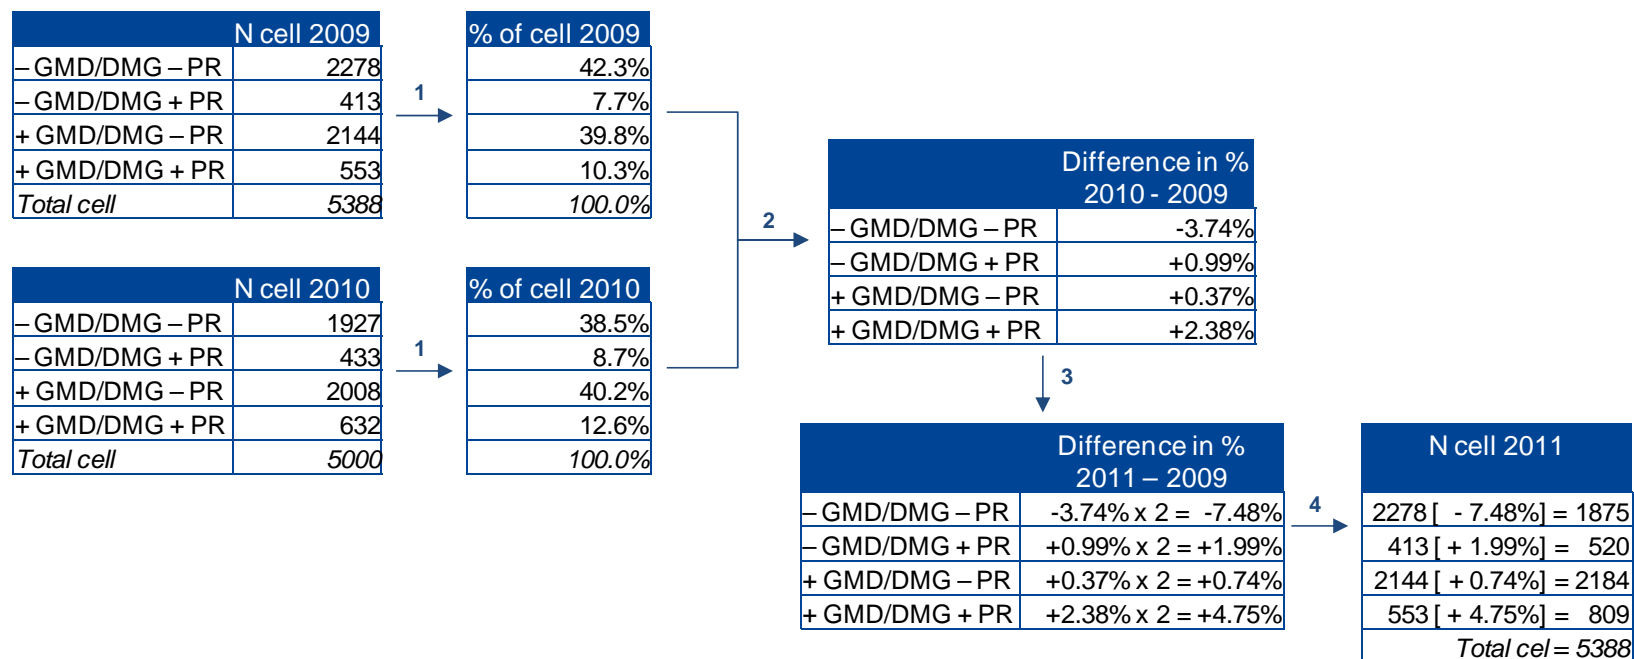 N cell 2009
– GMD/DMG – PR 2278
– GMD/DMG + PR 413
+ GMD/DMG – PR 2144
+ GMD/DMG + PR 553
Total cell 5388
1
% of cell 2009
42.3%
7.7%
39.8%
10.3%
100.0%
N cell 2010
– GMD/DMG – PR 1927
– GMD/DMG + PR 433
+ GMD/DMG – PR 2008
+ GMD/DMG + PR 632
Total cell 5000
1
% of cell 2010
38.5%
8.7%
40.2%
12.6%
100.0%
2
Difference in %
2010 - 2009
– GMD/DMG – PR -3.74%
– GMD/DMG + PR +0.99%
+ GMD/DMG – PR +0.37%
+ GMD/DMG + PR +2.38%
3
Difference in %
2011 – 2009
– GMD/DMG – PR -3.74% x 2 = -7.48%
– GMD/DMG + PR +0.99% x 2 = +1.99%
+ GMD/DMG – PR +0.37% x 2 = +0.74%
+ GMD/DMG + PR +2.38% x 2 = +4.75%
4
N cell 2011
2278 [ - 7.48%] = 1875
413 [ + 1.99%] = 520
2144 [ + 0.74%] = 2184
553 [ + 4.75%] = 809
Total cel = 5388